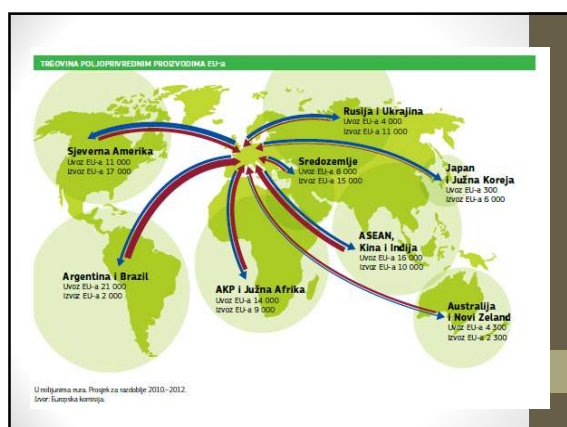 TRGOVINA POLJOPRIVREDNIM PROIZVODIMA EU-a
Rusija i Ukrajina
Uvoz EU-a 4 000
Izvoz EU-a 11 000
Sjeverna Amerika
Uvoz EU-a 11 000
Izvoz EU-a 17 000
Sredozemlje
Uvoz EU-a 6 000
Izvoz EU-a 15 000
Japan
i Južna Koreja
Uvoz EU-a 300
Izvoz EU-a 6 000
ASEAN,
Kina i Indija
Uvoz EU-a 16 000
Izvoz EU-a 10 000
Argentina i Brazil
Uvoz EU-a 21 000
Izvoz EU-a 2 000
AKP i Južna Afrika
Uvoz EU-a 14 000
Izvoz EU-a 9 000
Australija
i Novi Zeland
Uvoz EU-a 4 300
Izvoz EU-a 2 300
U milijunima eura. Prosjek za razdoblje 2010.–2012.
Izvor: Europska komisija.